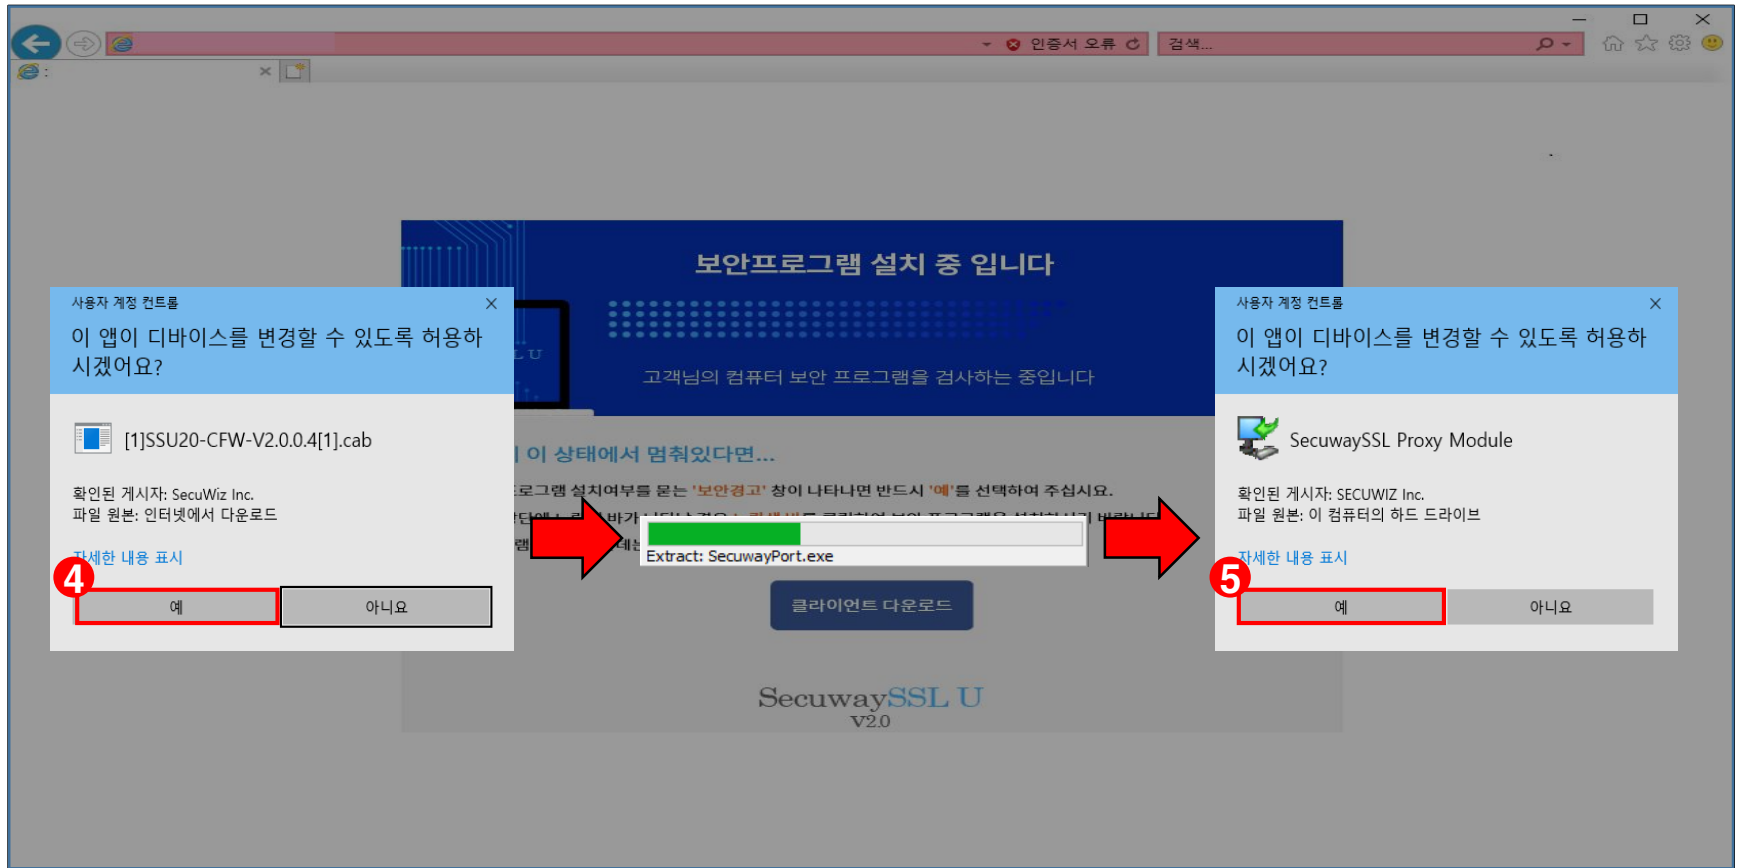 인증서 오류
검색...
:
보안프로그램 설치 중 입니다
고객님의 컴퓨터 보안 프로그램을 검사하는 중입니다
L U
사용자 계정 컨트롤
이 앱이 디바이스를 변경할 수 있도록 허용하
시겠어요?
[1]SSU20-CFW-V2.0.0.4[1].cab
확인된 게시자: SecuWiz Inc.
파일 원본: 인터넷에서 다운로드
자세한 내용 표시
4
예
아니요
이 상태에서 멈춰있다면...
프로그램 설치여부를 묻는 '보안경고' 창이 나타나면 반드시 '예'를 선택하여 주십시요.
Extract: SecuwayPort.exe
클라이언트 다운로드
SecuwaySSL U
V2.0
사용자 계정 컨트롤
이 앱이 디바이스를 변경할 수 있도록 허용하
시겠어요?
SecuwaySSL Proxy Module
확인된 게시자: SECUWIZ Inc.
파일 원본: 이 컴퓨터의 하드 드라이브
자세한 내용 표시
5
예
아니요